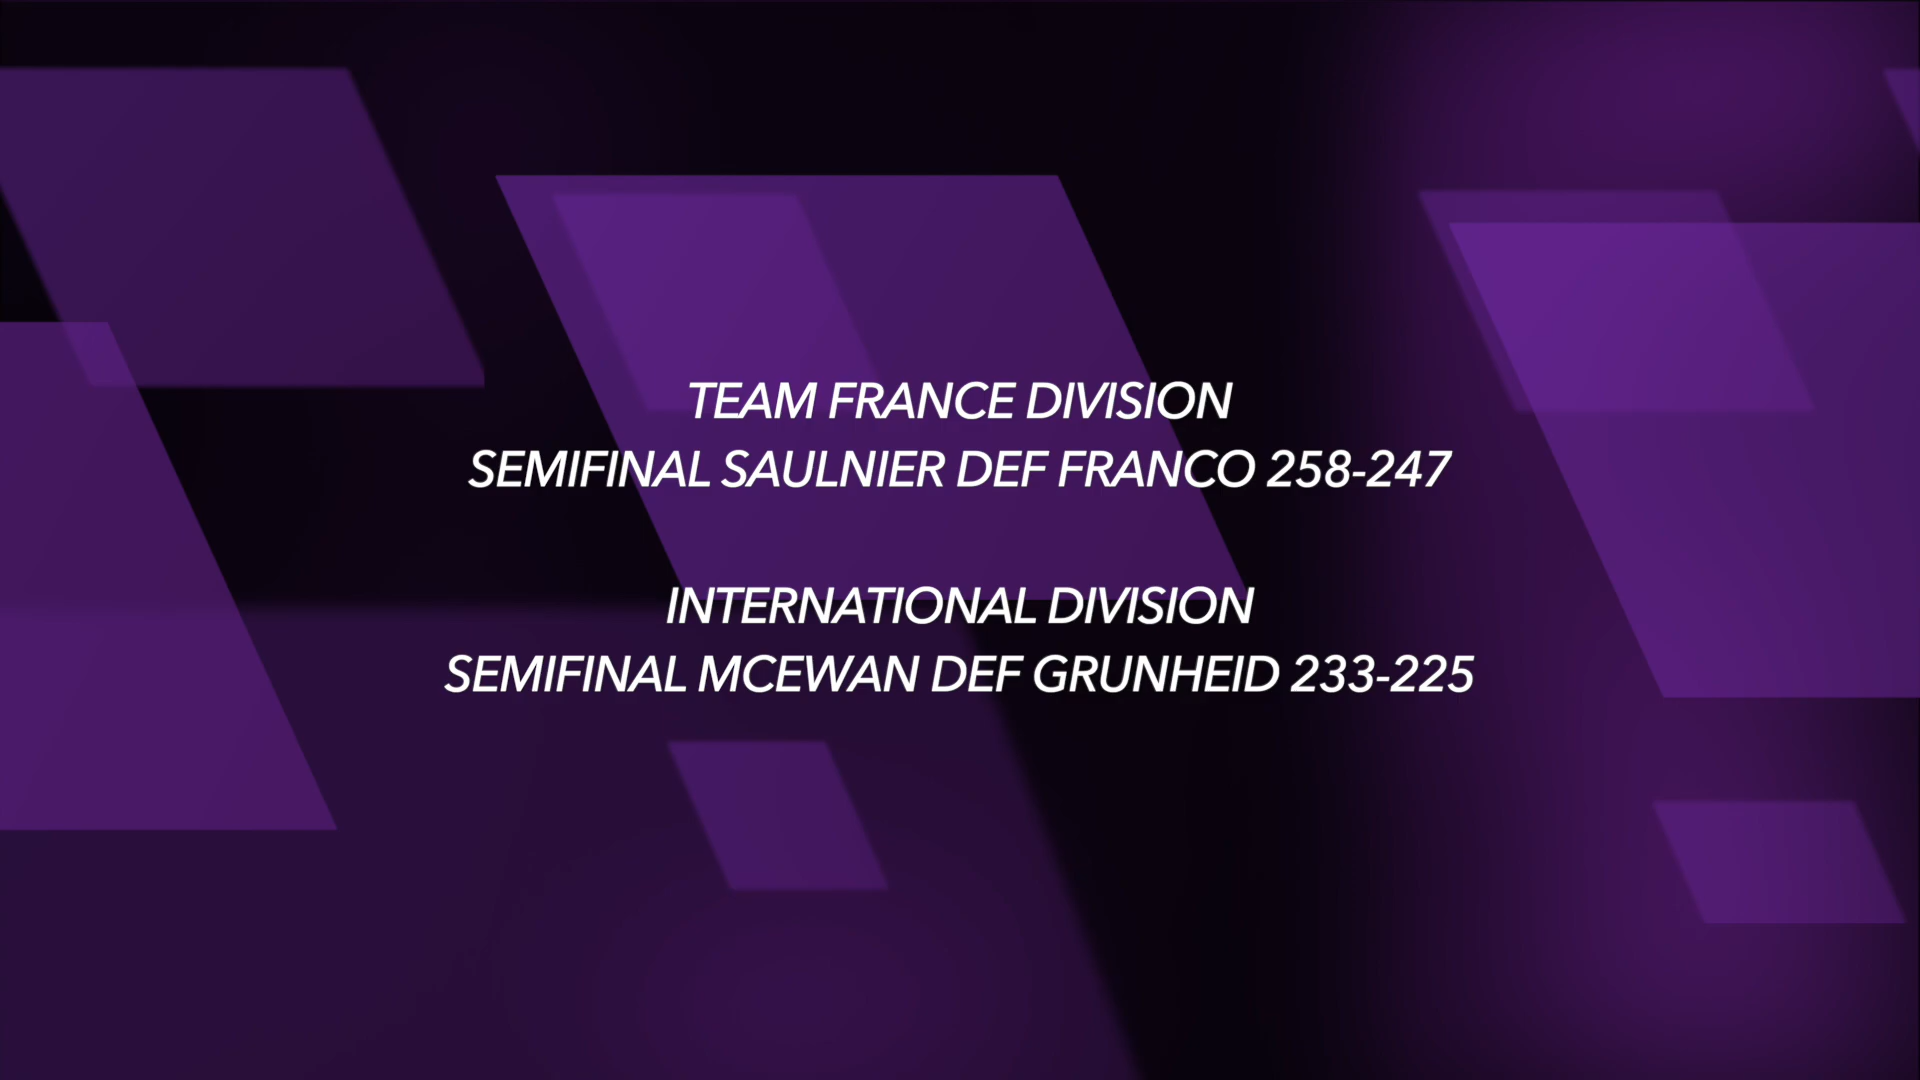 TEAM FRANCE DIVISION
SEMIFINAL SAULNIER DEF FRANCO 258-247
INTERNATIONAL DIVISION
SEMIFINAL MCEWAN DEF GRUNHEID 233-225